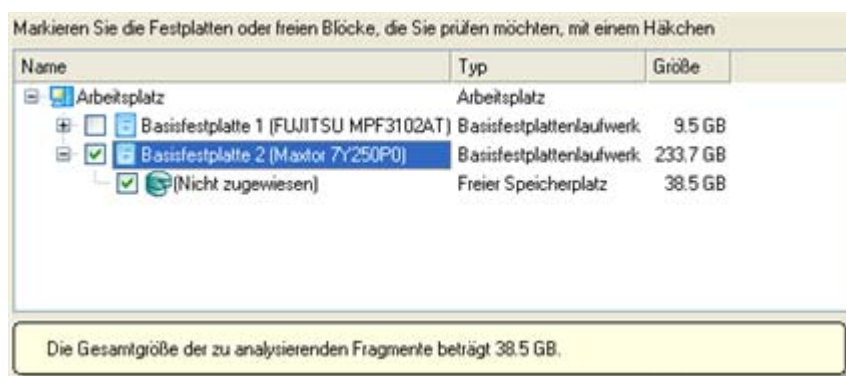 Markieren Sie die Festplatten oder freien Blöcke, die Sie prüfen möchten, mit einem Häkchen
Name Typ Größe
Arbeitsplatz Arbeitsplatz
Basisfestplatte 1 (FUJITSU MPF3102AT) Basisfestplattenlaufwerk 9.5 GB
Basisfestplatte 2 (Maxtor 7Y250P0) Basisfestplattenlaufwerk 233.7 GB
(Nicht zugewiesen) Freier Speicherplatz 38.5 GB
Die Gesamtgröße der zu analysierenden Fragmente beträgt 38.5 GB.